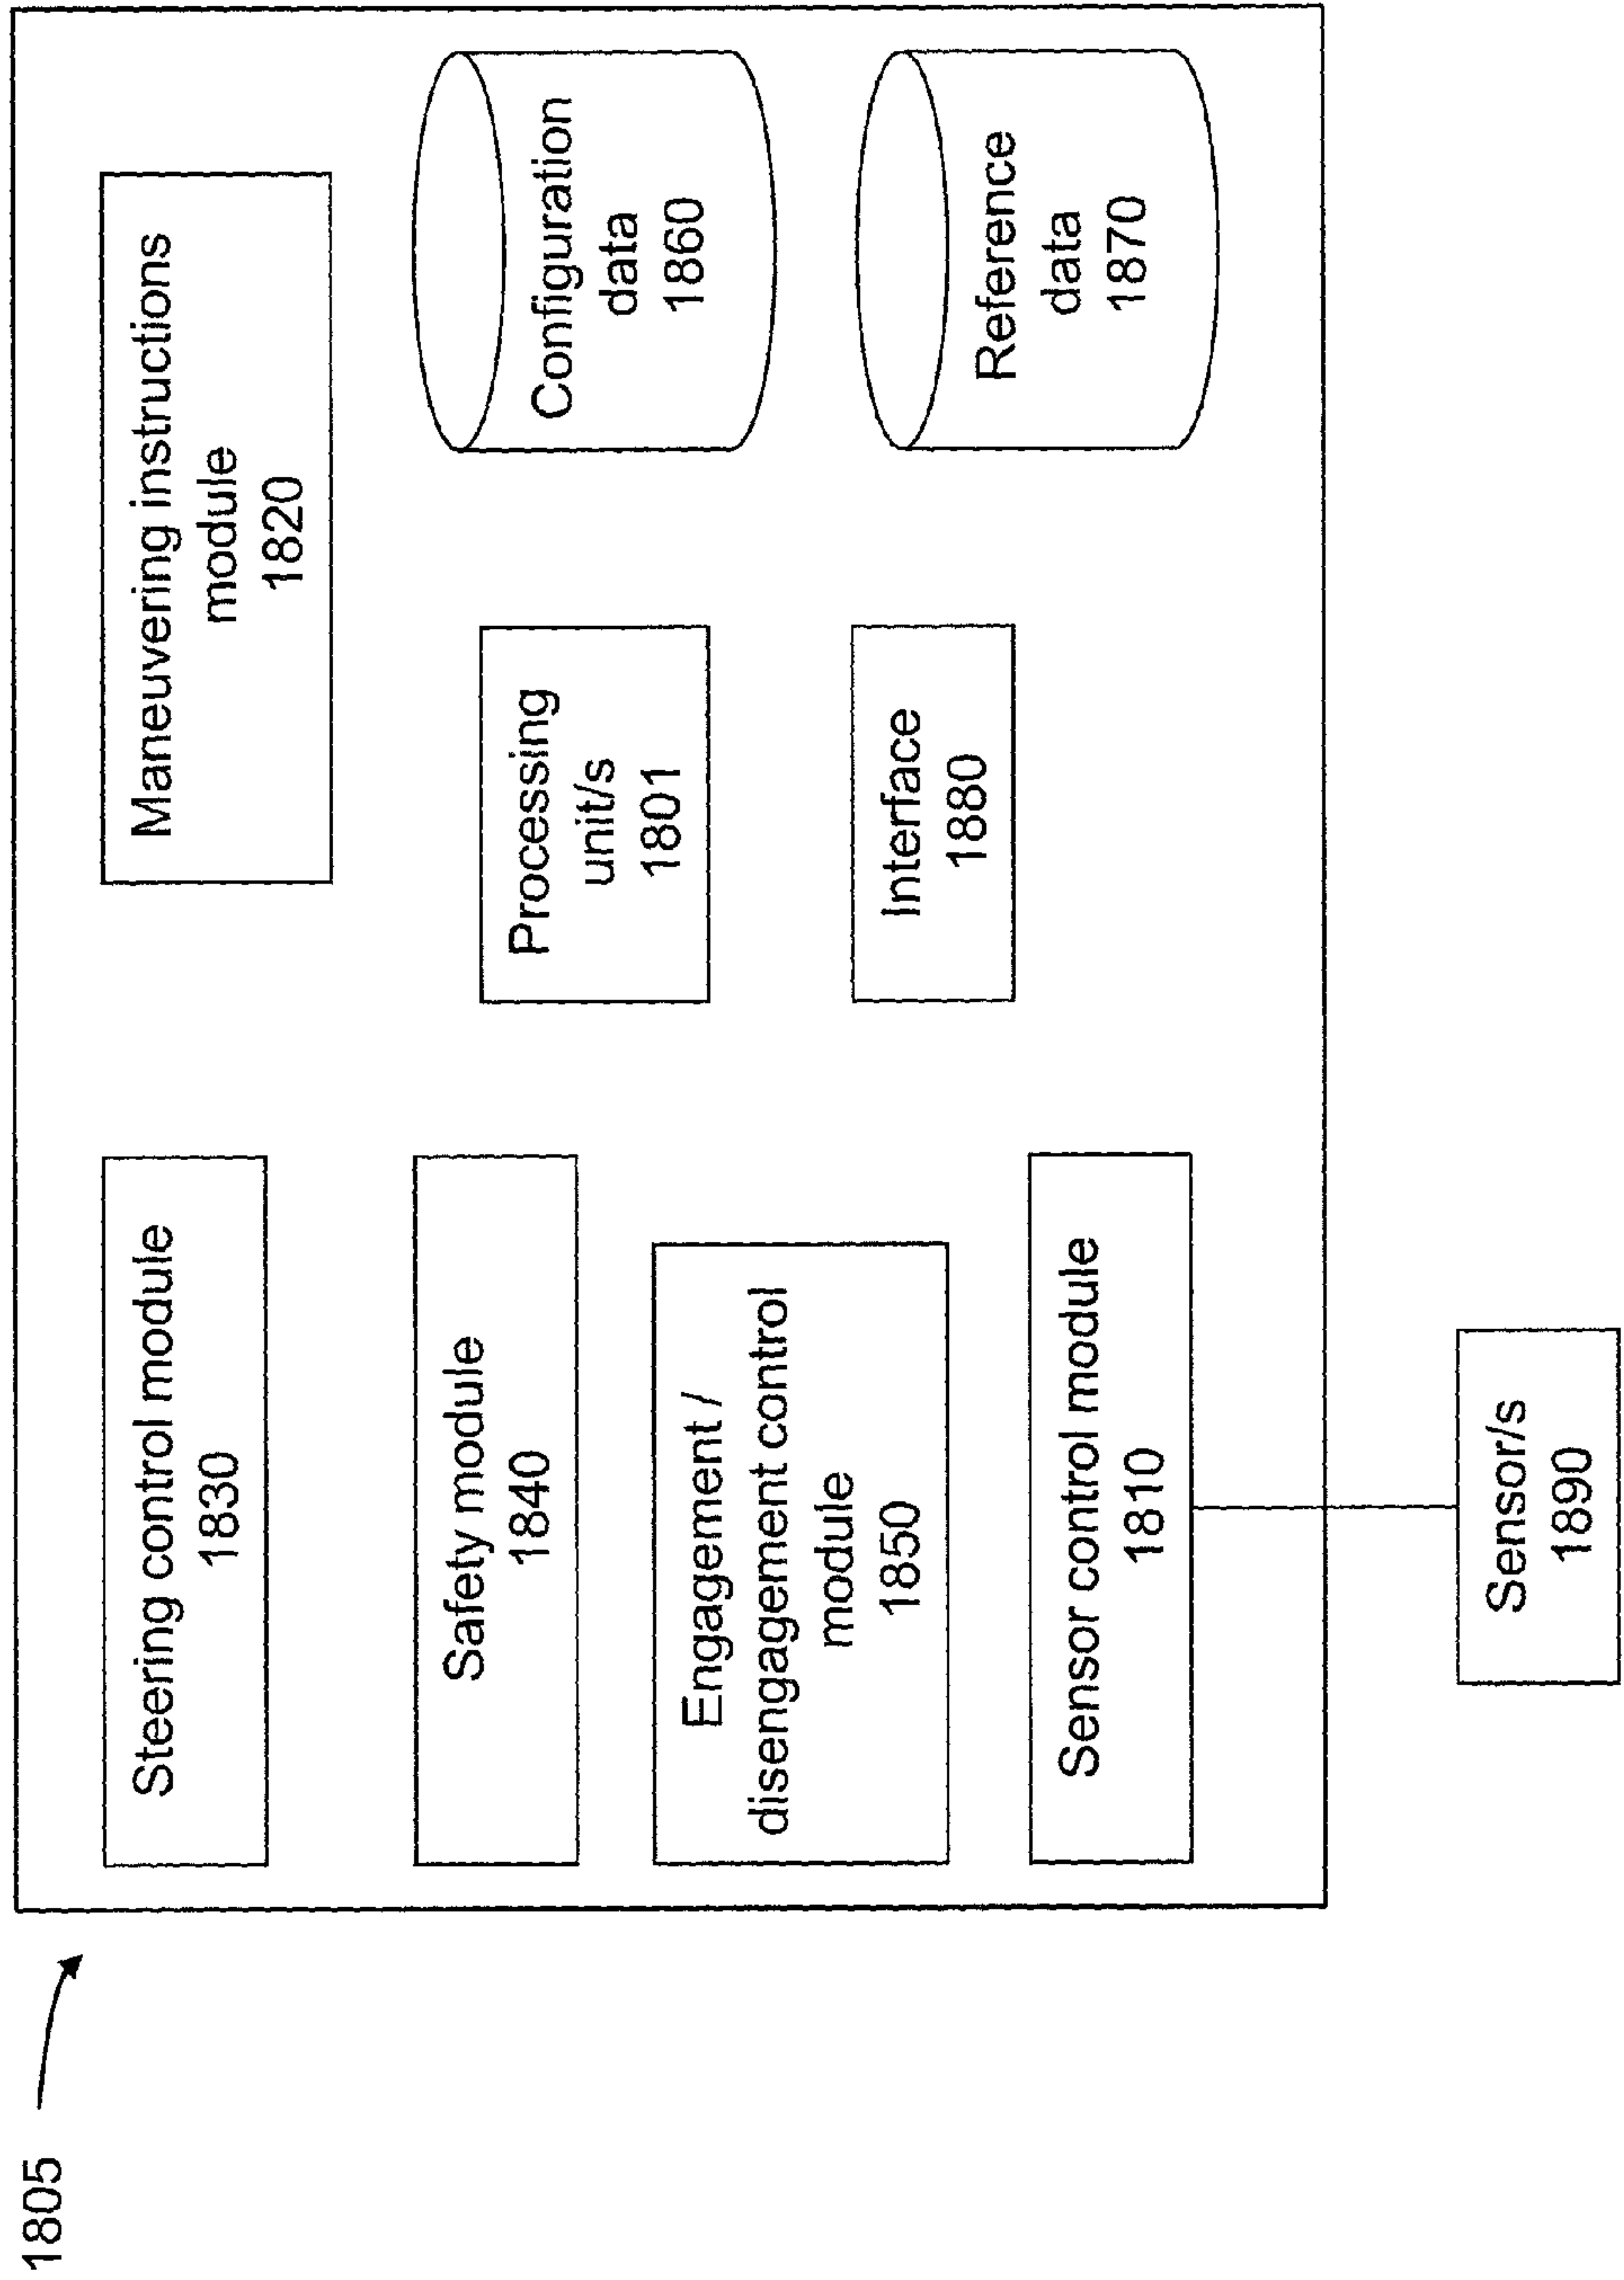 1805
Steering control module
1830
Maneuvering instructions
module
1820
Safety module
1840
Processing
unit/s
1801
Configuration
data
1860
Engagement /
disengagement control
module
1850
Interface
1880
Reference
data
1870
Sensor control module
1810
Sensor/s
1890